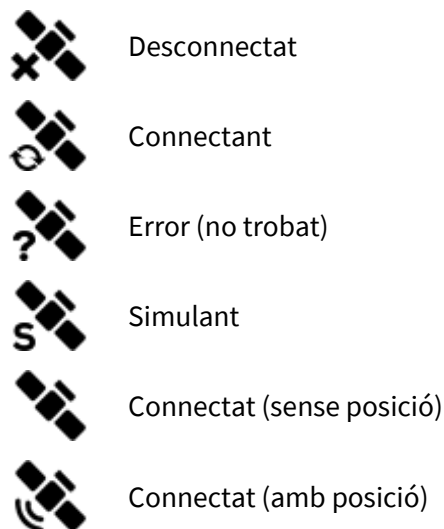 Desconnectat
Connectant
? Error (no trobat)
S Simulant
Connectat (sense posició)
Connectat (amb posició)